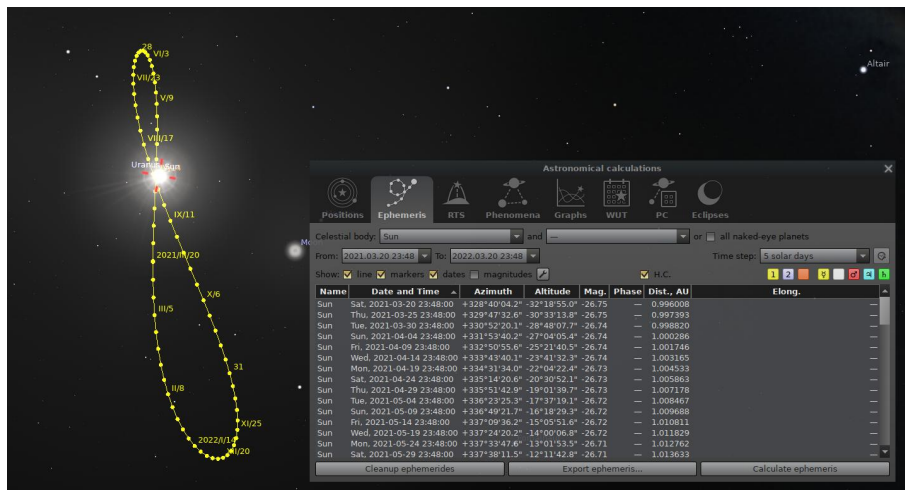 28
VI/3
VII/23
V/9
VIII/17
Sun
IX/11
X/6
III/5
31
II/8
XI/25
2022/I/14
Altair
Astronomical calculations
Positions Ephemeris RTS Phenomena Graphs WUT PC Eclipses
Celestial body: Sun and — or all naked-eye planets
From: 2021.03.20 23:48 To: 2022.03.20 23:48 Time step: 5 solar days
Show: line markers dates magnitudes H.C. 1 2 ☿ ♂ ♃ ♄
Name Date and Time Azimuth Altitude Mag. Phase Dist., AU Elong.
Sun Sat, 2021-03-20 23:48:00 +328°40'04.2" -32°18'55.0" -26.75 — 0.996008 —
Sun Thu, 2021-03-25 23:48:00 +329°47'32.6" -30°33'13.8" -26.75 — 0.997393 —
Sun Tue, 2021-03-30 23:48:00 +330°52'20.1" -28°48'07.7" -26.74 — 0.998820 —
Sun Sun, 2021-04-04 23:48:00 +331°53'40.2" -27°04'05.4" -26.74 — 1.000286 —
Sun Fri, 2021-04-09 23:48:00 +332°50'55.6" -25°21'40.5" -26.74 — 1.001746 —
Sun Wed, 2021-04-14 23:48:00 +333°43'40.1" -23°41'32.3" -26.74 — 1.003165 —
Sun Mon, 2021-04-19 23:48:00 +334°31'34.0" -22°04'22.4" -26.73 — 1.004533 —
Sun Sat, 2021-04-24 23:48:00 +335°14'20.6" -20°30'52.1" -26.73 — 1.005863 —
Sun Thu, 2021-04-29 23:48:00 +335°51'42.9" -19°01'39.7" -26.73 — 1.007178 —
Sun Tue, 2021-05-04 23:48:00 +336°23'25.3" -17°37'19.1" -26.72 — 1.008467 —
Sun Sun, 2021-05-09 23:48:00 +336°49'21.7" -16°18'29.3" -26.72 — 1.009688 —
Sun Fri, 2021-05-14 23:48:00 +337°09'36.2" -15°05'51.6" -26.72 — 1.010811 —
Sun Wed, 2021-05-19 23:48:00 +337°24'20.2" -14°00'06.8" -26.72 — 1.011829 —
Sun Mon, 2021-05-24 23:48:00 +337°33'47.6" -13°01'53.5" -26.71 — 1.012762 —
Sun Sat, 2021-05-29 23:48:00 +337°38'11.5" -12°11'42.8" -26.71 — 1.013633 —
Cleanup ephemerides Export ephemeris... Calculate ephemeris